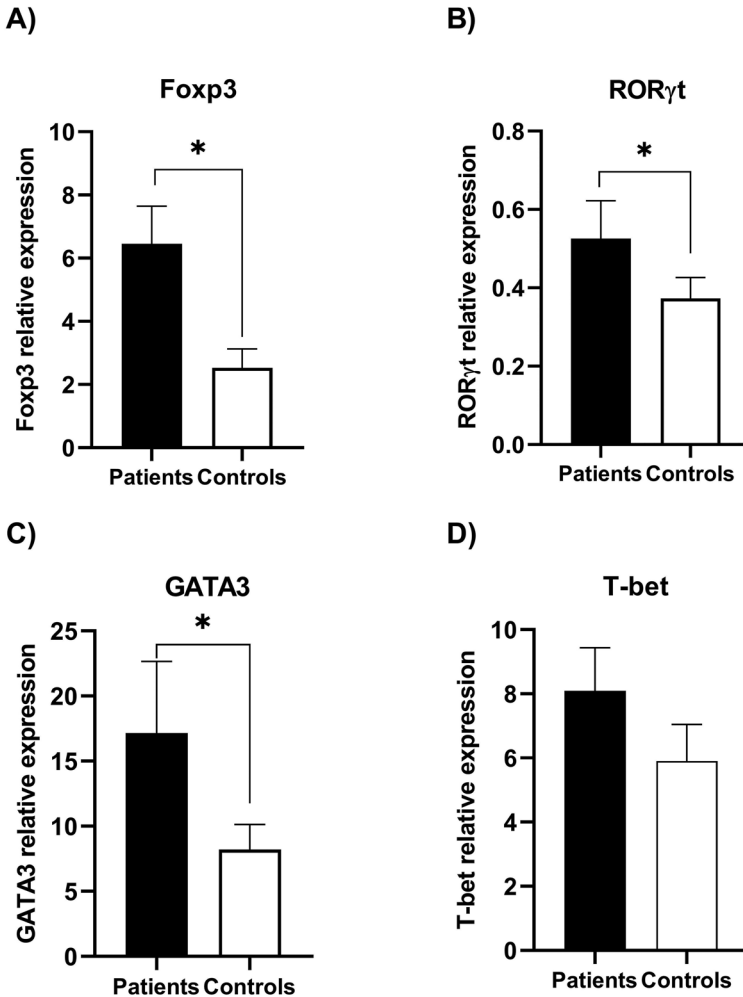 A)
Foxp3
Foxp3 relative expression
10
8
6
4
2
0
*
Patients Controls
B)
RORγt
RORγt relative expression
0.8
0.6
0.4
0.2
0.0
*
Patients Controls
C)
GATA3
GATA3 relative expression
25
20
15
10
5
0
*
Patients Controls
D)
T-bet
T-bet relative expression
10
8
6
4
2
0
Patients Controls